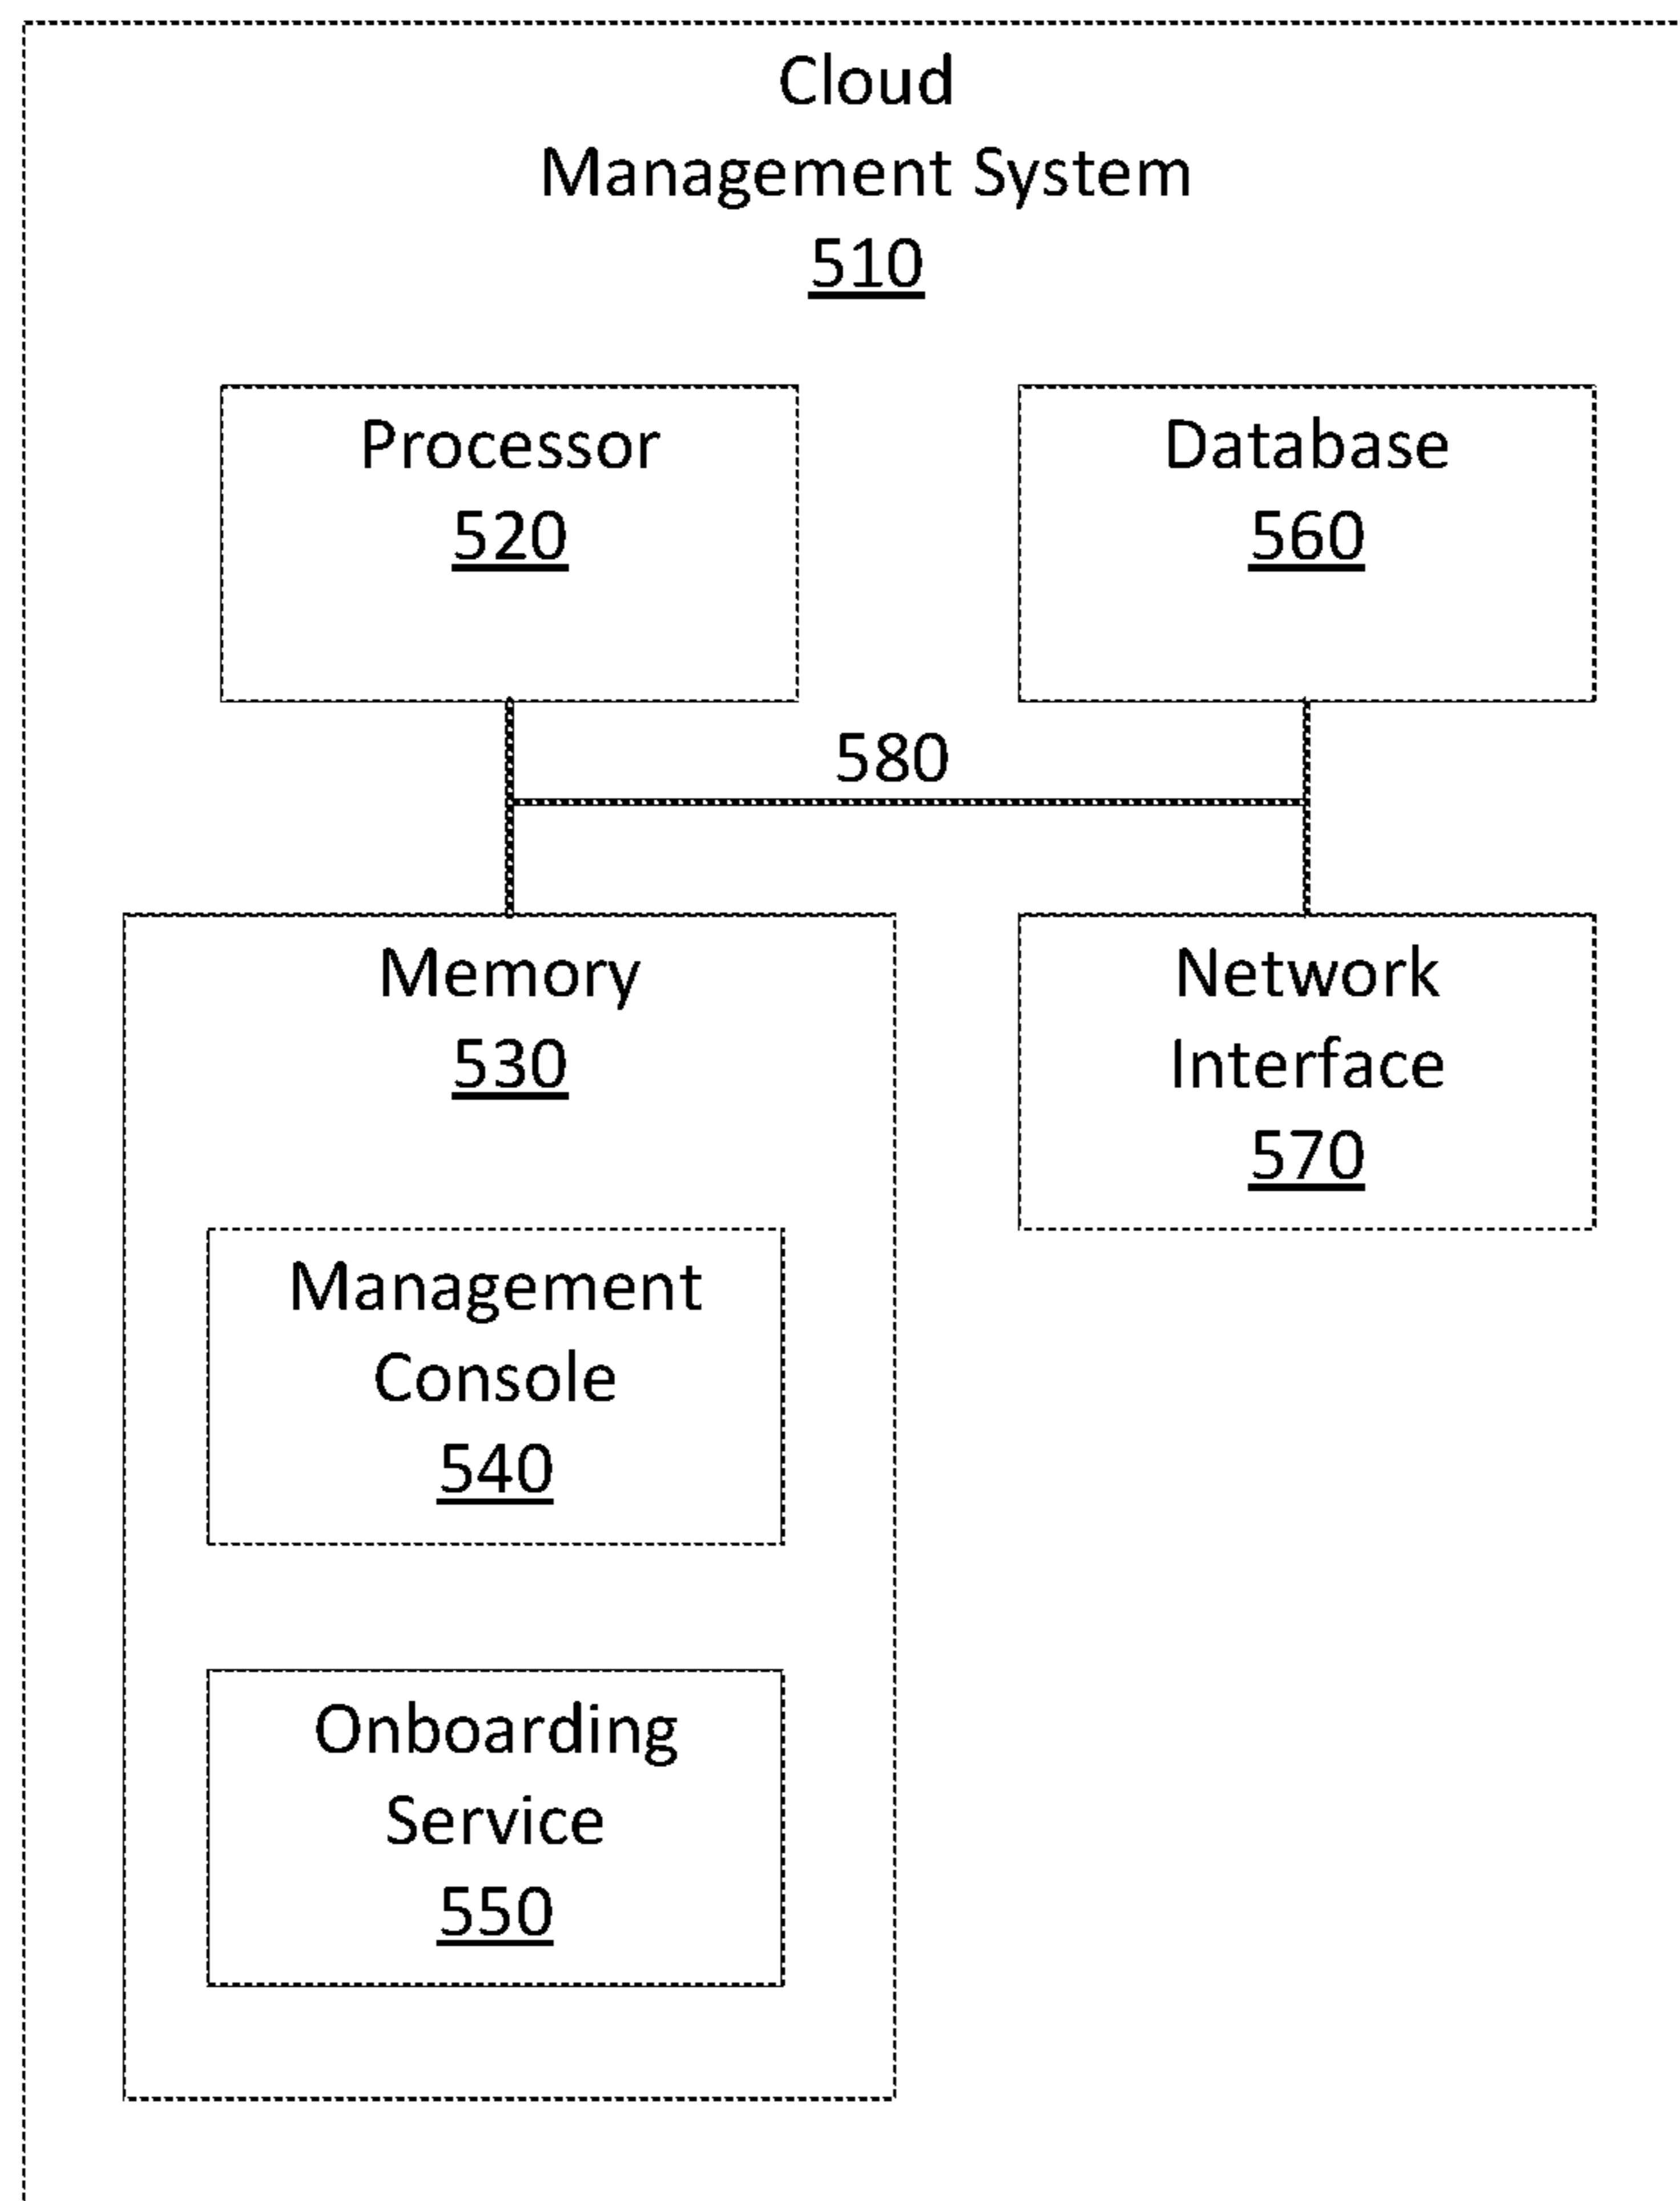 Cloud
Management System
510
Processor
520
Database
560
580
Memory
530
Network
Interface
570
Management
Console
540
Onboarding
Service
550